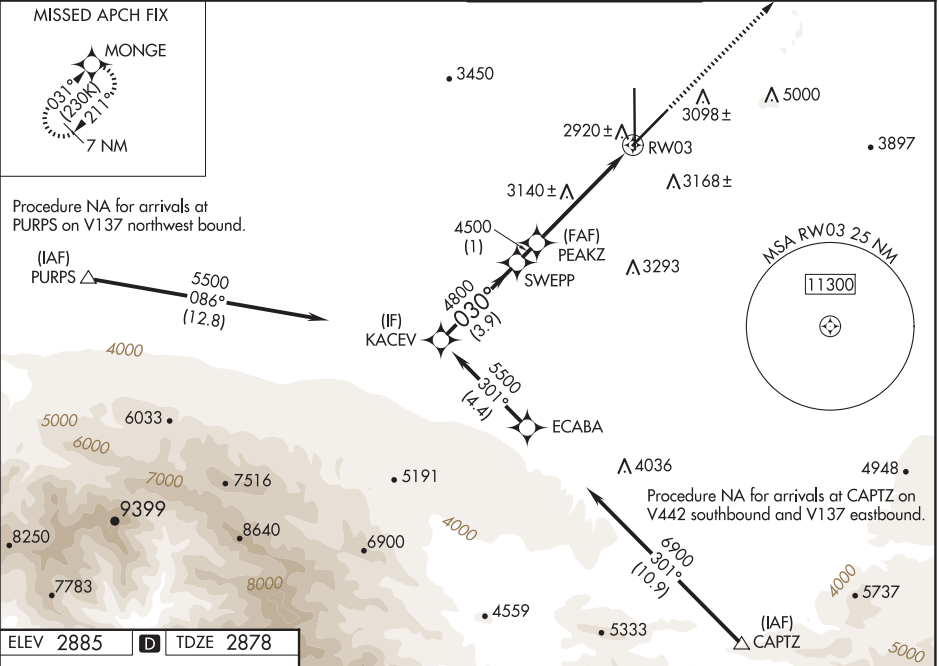 MISSED APCH FIX
MONGE
031°
(230K)
211°
7 NM
3450
5000
3098±
2920±
RW03
3897
3140±
3168±
Procedure NA for arrivals at
PURPS on V137 northwest bound.
4500
(1)
(FAF)
PEAKZ
SWEPP
3293
MSA RW03 25 NM
11300
(IAF)
PURPS
5500
086°
(12.8)
4800
030°
(3.9)
(IF)
KACEV
4000
5500
301°
(4.4)
ECABA
5000
6033
6000
7000
7516
5191
4036
4948
Procedure NA for arrivals at CAPTZ on
V442 southbound and V137 eastbound.
9399
8250
8640
6900
4000
7783
8000
6900
301°
(10.9)
4000
5737
4559
5333
(IAF)
CAPTZ
5000
ELEV 2885 D TDZE 2878